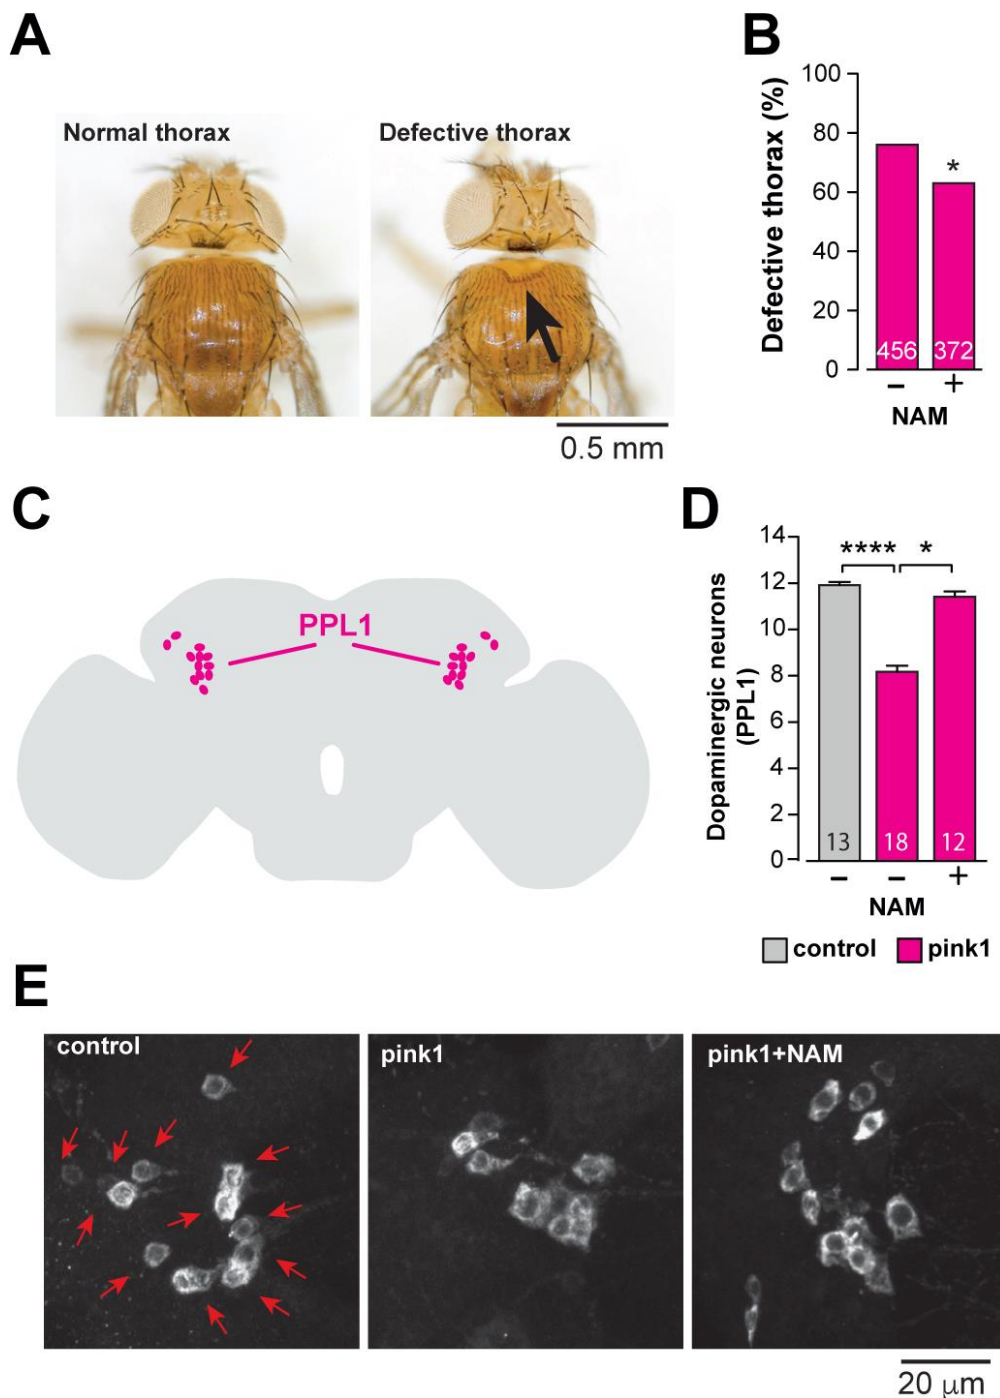 A
Normal thorax
Defective thorax
0.5 mm
B
Defective thorax (%)
100
80
60
40
20
0
*
456
372
− +
NAM
C
PPL1
D
Dopaminergic neurons
(PPL1)
14
12
10
8
6
4
2
0
**** *
13
18
12
− − +
NAM
control
pink1
E
control
pink1
pink1+NAM
20 μm